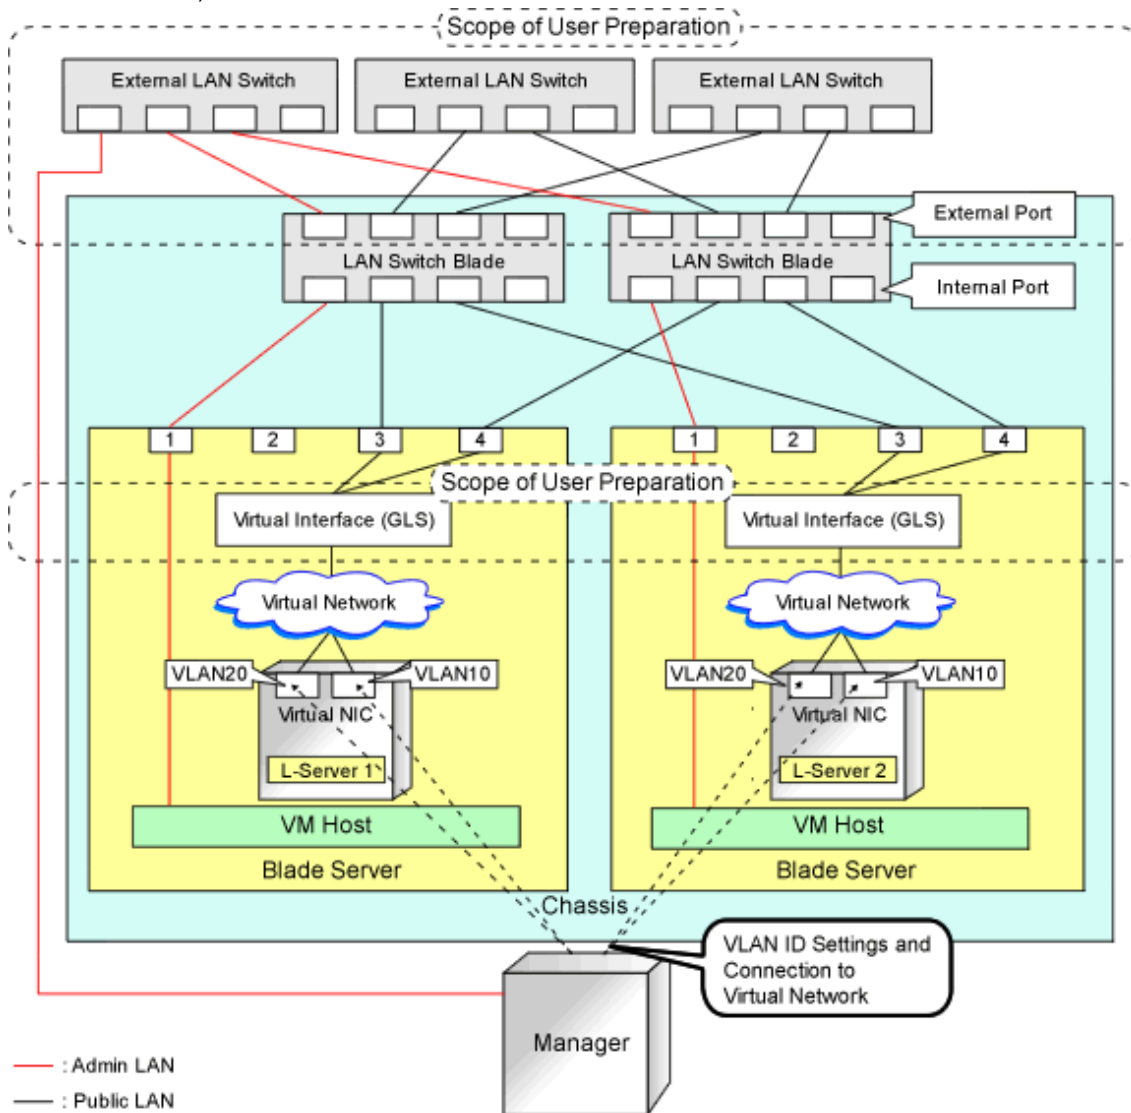 Scope of User Preparation
External LAN Switch
External LAN Switch
External LAN Switch
External Port
LAN Switch Blade
LAN Switch Blade
Internal Port
1
2
3
4
1
2
3
4
Scope of User Preparation
Virtual Interface (GLS)
Virtual Interface (GLS)
Virtual Network
Virtual Network
VLAN20
VLAN10
VLAN20
VLAN10
Virtual NIC
Virtual NIC
L-Server 1
L-Server 2
VM Host
VM Host
Blade Server
Blade Server
Chassis
VLAN ID Settings and
Connection to
Virtual Network
Manager
: Admin LAN
: Public LAN